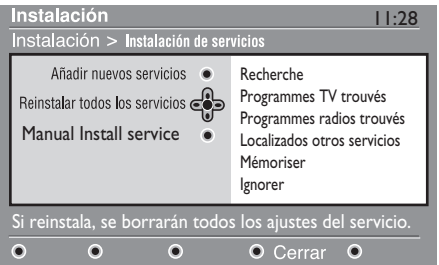 Instalación 11:28
Instalación > Instalación de servicios
Añadir nuevos servicios
Reinstalar todos los servicios
Manual Install service
Recherche
Programmes TV trouvés
Programmes radios trouvés
Localizados otros servicios
Mémoriser
Ignorer
Si reinstala, se borrarán todos los ajustes del servicio.
Cerrar